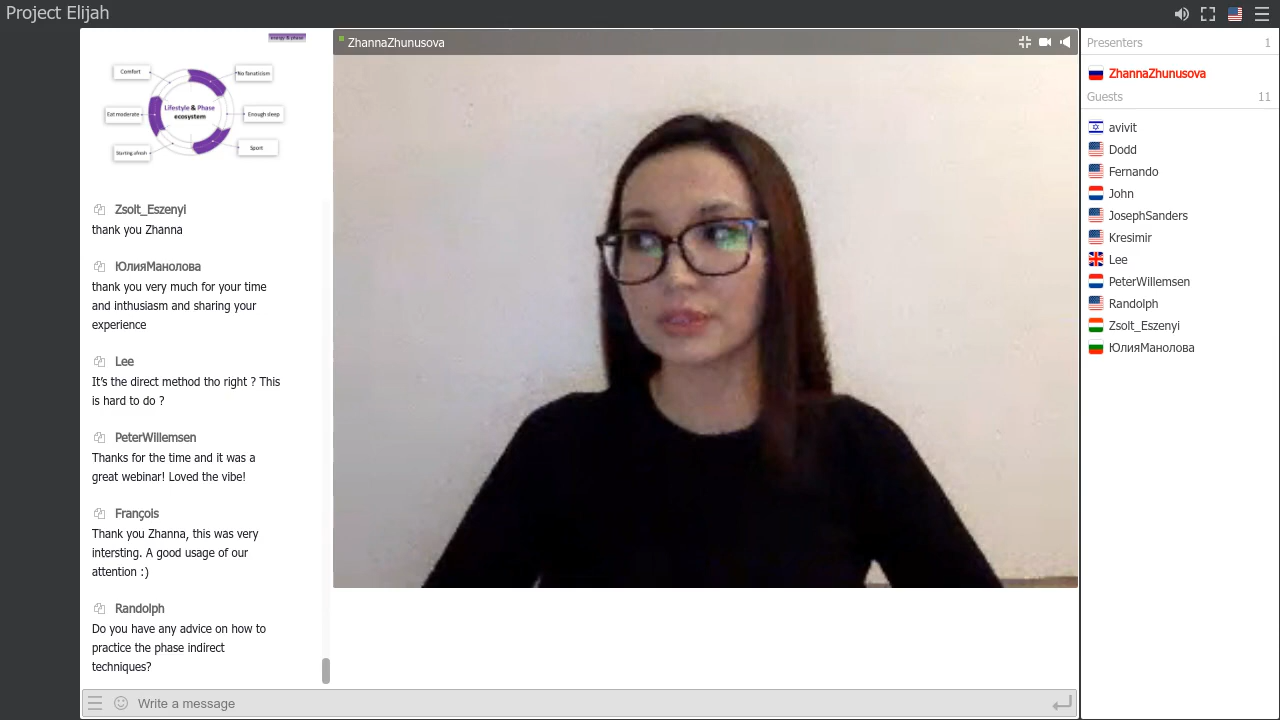 Project Elijah
energy & phase
Comfort
No fanaticism
Eat moderate
Lifestyle & Phase
ecosystem
Enough sleep
Starting afresh
Sport
Zsolt_Eszenyi
thank you Zhanna
ЮлияМанолова
thank you very much for your time
and inthusiasm and sharing your
experience
Lee
It's the direct method tho right ? This
is hard to do ?
PeterWillemsen
Thanks for the time and it was a
great webinar! Loved the vibe!
François
Thank you Zhanna, this was very
intersting. A good usage of our
attention :)
Randolph
Do you have any advice on how to
practice the phase indirect
techniques?
Write a message
ZhannaZhunusova
Presenters 1
ZhannaZhunusova
Guests 11
avivit
Dodd
Fernando
John
JosephSanders
Kresimir
Lee
PeterWillemsen
Randolph
Zsolt_Eszenyi
ЮлияМанолова